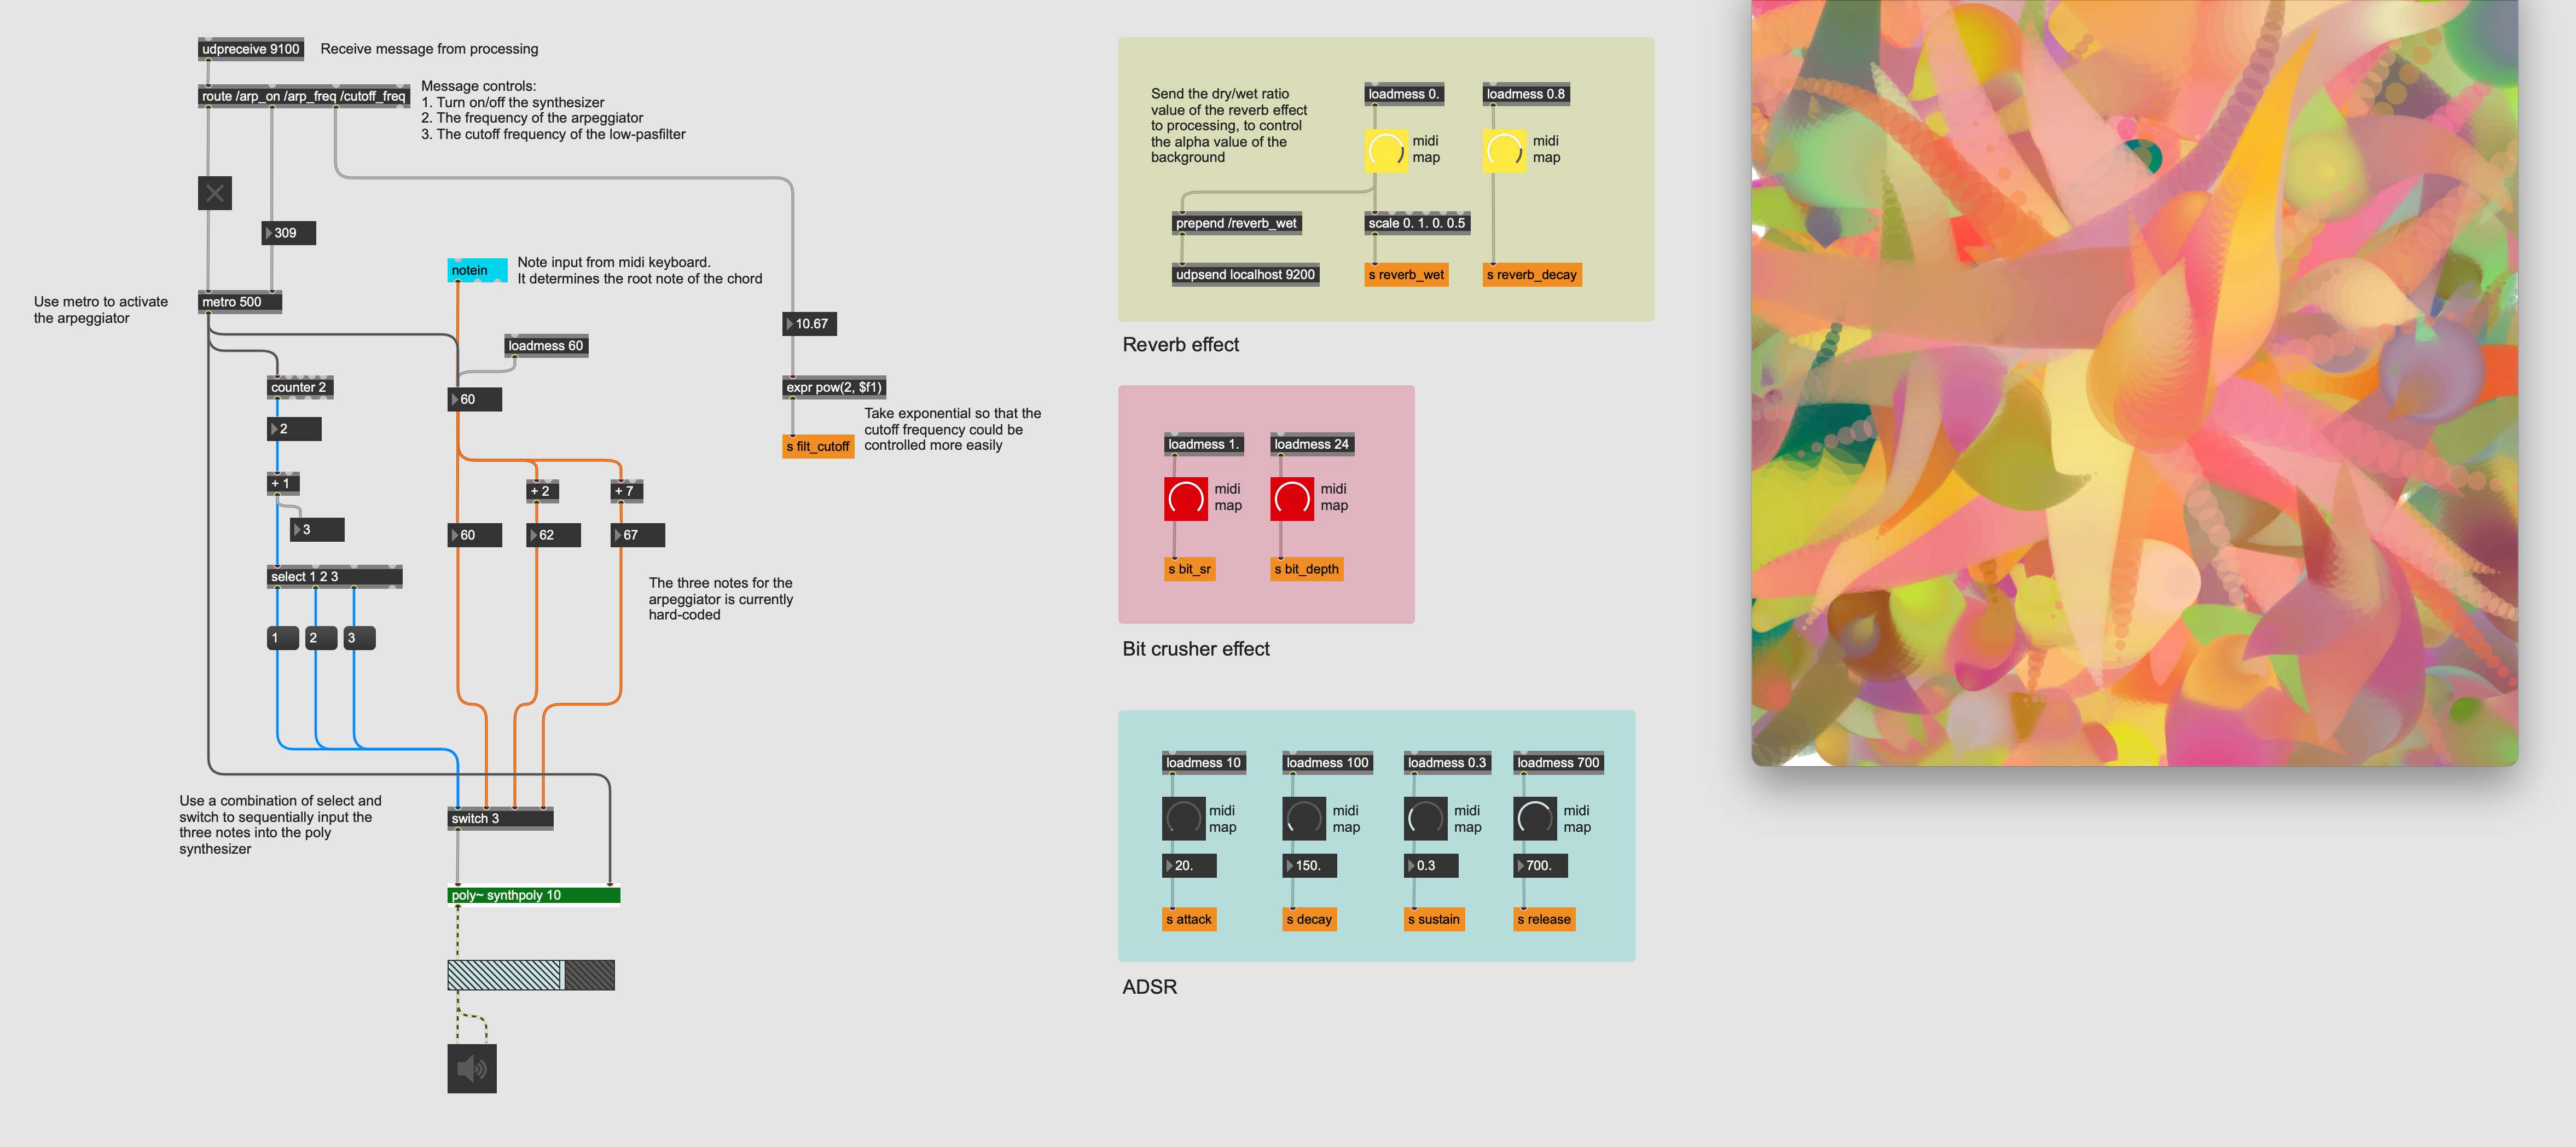 udpreceive 9100
Receive message from processing
route /arp_on /arp_freq /cutoff_freq
Message controls:
1. Turn on/off the synthesizer
2. The frequency of the arpeggiator
3. The cutoff frequency of the low-pasfilter
309
Use metro to activate
the arpeggiator
metro 500
notein
Note input from midi keyboard.
It determines the root note of the chord
loadmess 60
10.67
counter 2
60
expr pow(2, $f1)
2
s filt_cutoff
Take exponential so that the
cutoff frequency could be
controlled more easily
+ 1
+ 2
+ 7
3
60
62
67
select 1 2 3
The three notes for the
arpeggiator is currently
hard-coded
1
2
3
Use a combination of select and
switch to sequentially input the
three notes into the poly
synthesizer
switch 3
poly~ synthpoly 10
Send the dry/wet ratio
value of the reverb effect
to processing, to control
the alpha value of the
background
loadmess 0.
loadmess 0.8
midi
map
midi
map
prepend /reverb_wet
scale 0. 1. 0. 0.5
udpsend localhost 9200
s reverb_wet
s reverb_decay
Reverb effect
loadmess 1.
loadmess 24
midi
map
midi
map
s bit_sr
s bit_depth
Bit crusher effect
loadmess 10
loadmess 100
loadmess 0.3
loadmess 700
midi
map
midi
map
midi
map
midi
map
20.
150.
0.3
700.
s attack
s decay
s sustain
s release
ADSR